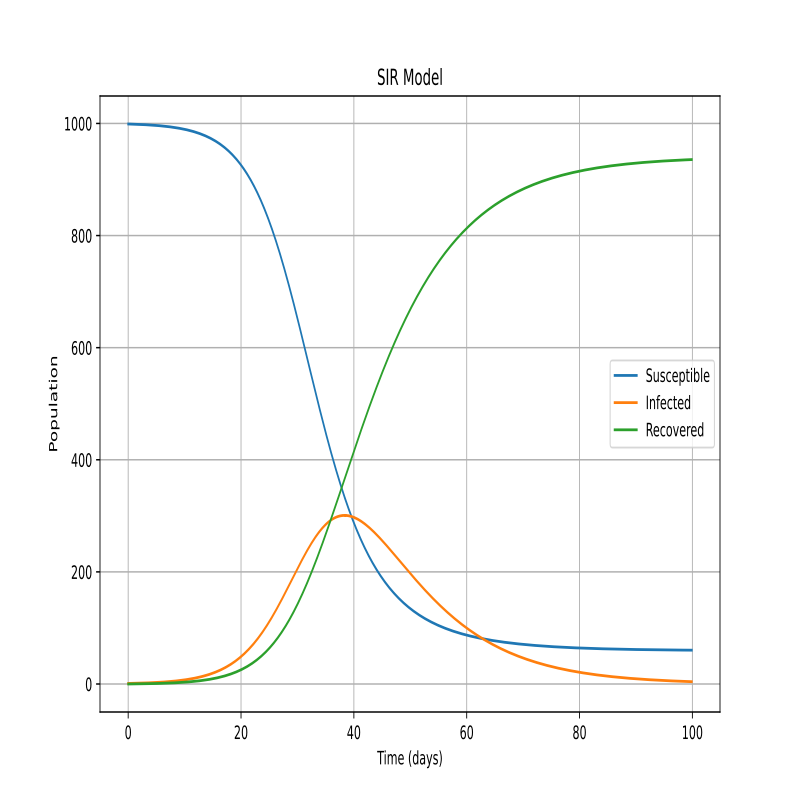 SIR Model
1000
800
600
400
200
0
Population
Susceptible
Infected
Recovered
0 20 40 60 80 100
Time (days)